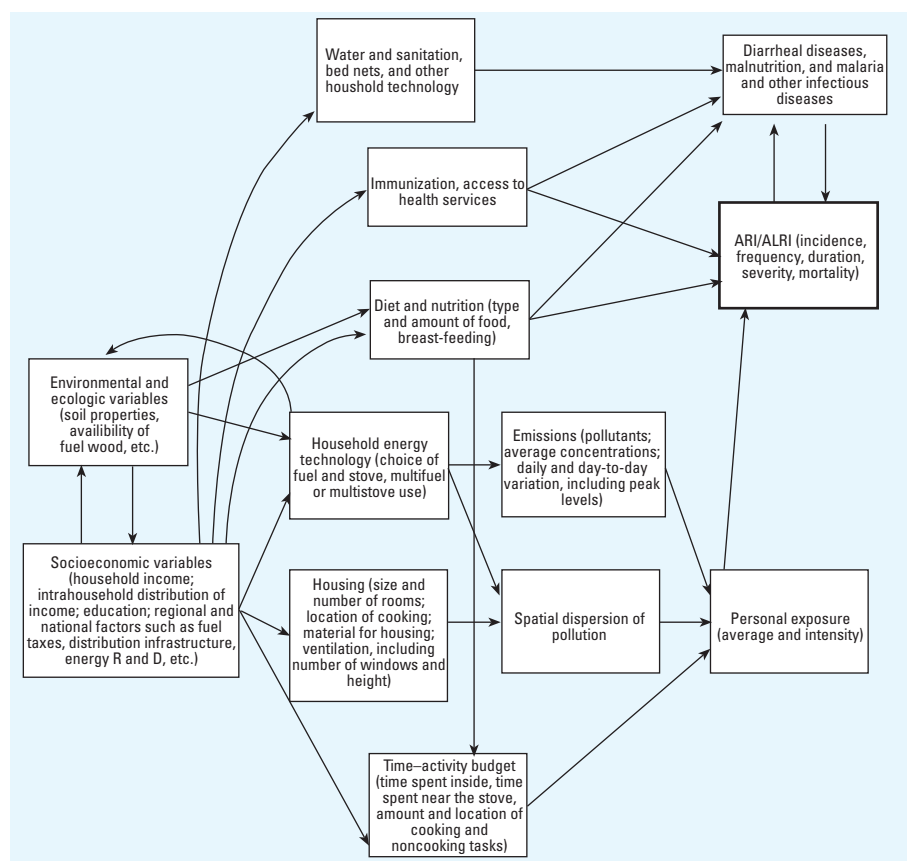 Water and sanitation,
bed nets, and other
houshold technology
Diarrheal diseases,
malnutrition, and malaria
and other infectious
diseases
Immunization, access to
health services
ARI/ALRI (incidence,
frequency, duration,
severity, mortality)
Diet and nutrition (type
and amount of food,
breast-feeding)
Environmental and
ecologic variables
(soil properties,
availibility of
fuel wood, etc.)
Household energy
technology (choice of
fuel and stove, multifuel
or multistove use)
Emissions (pollutants;
average concentrations;
daily and day-to-day
variation, including peak
levels)
Socioeconomic variables
(household income;
intrahousehold distribution of
income; education; regional and
national factors such as fuel
taxes, distribution infrastructure,
energy R and D, etc.)
Housing (size and
number of rooms;
location of cooking;
material for housing;
ventilation, including
number of windows and
height)
Spatial dispersion of
pollution
Personal exposure
(average and intensity)
Time–activity budget
(time spent inside, time
spent near the stove,
amount and location of
cooking and
noncooking tasks)